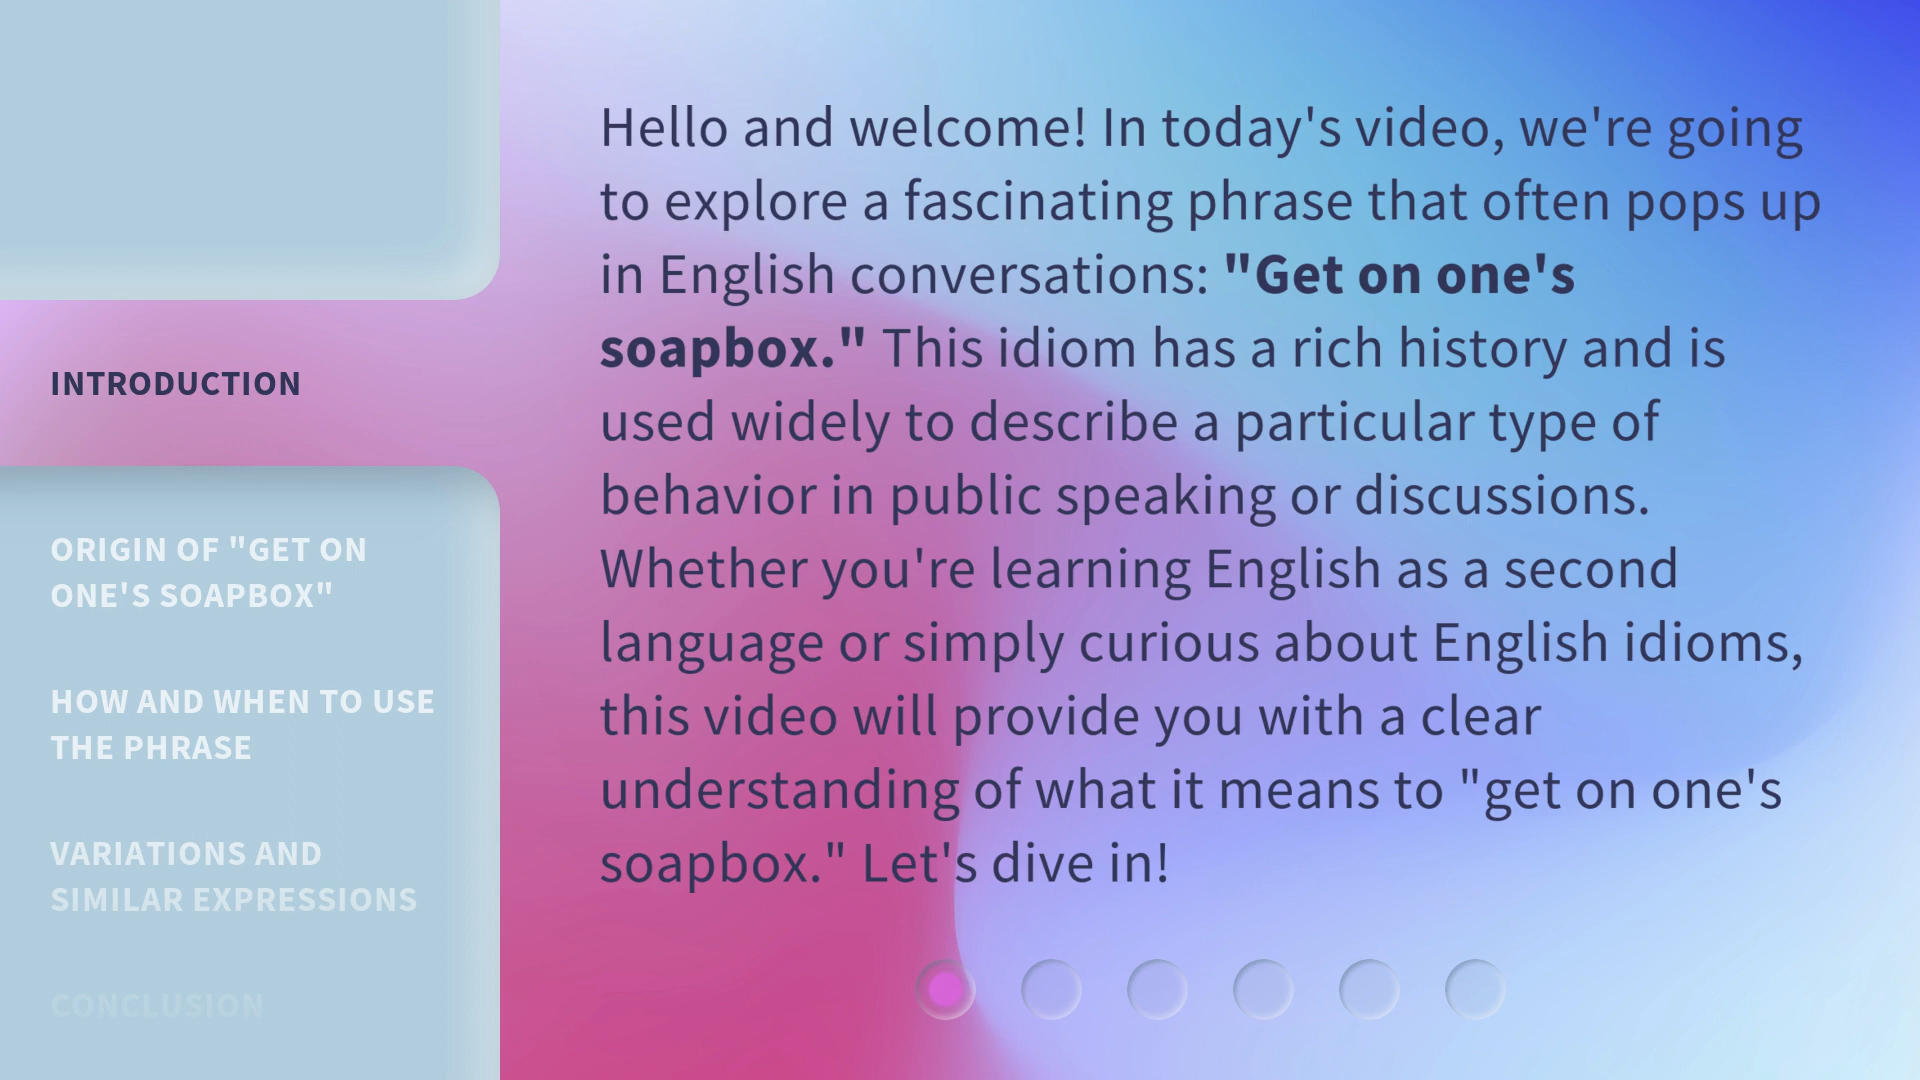 INTRODUCTION
ORIGIN OF "GET ON
ONE'S SOAPBOX"
HOW AND WHEN TO USE
THE PHRASE
VARIATIONS AND
SIMILAR EXPRESSIONS
CONCLUSION
Hello and welcome! In today's video, we're going
to explore a fascinating phrase that often pops up
in English conversations: "Get on one's
soapbox." This idiom has a rich history and is
used widely to describe a particular type of
behavior in public speaking or discussions.
Whether you're learning English as a second
language or simply curious about English idioms,
this video will provide you with a clear
understanding of what it means to "get on one's
soapbox." Let's dive in!